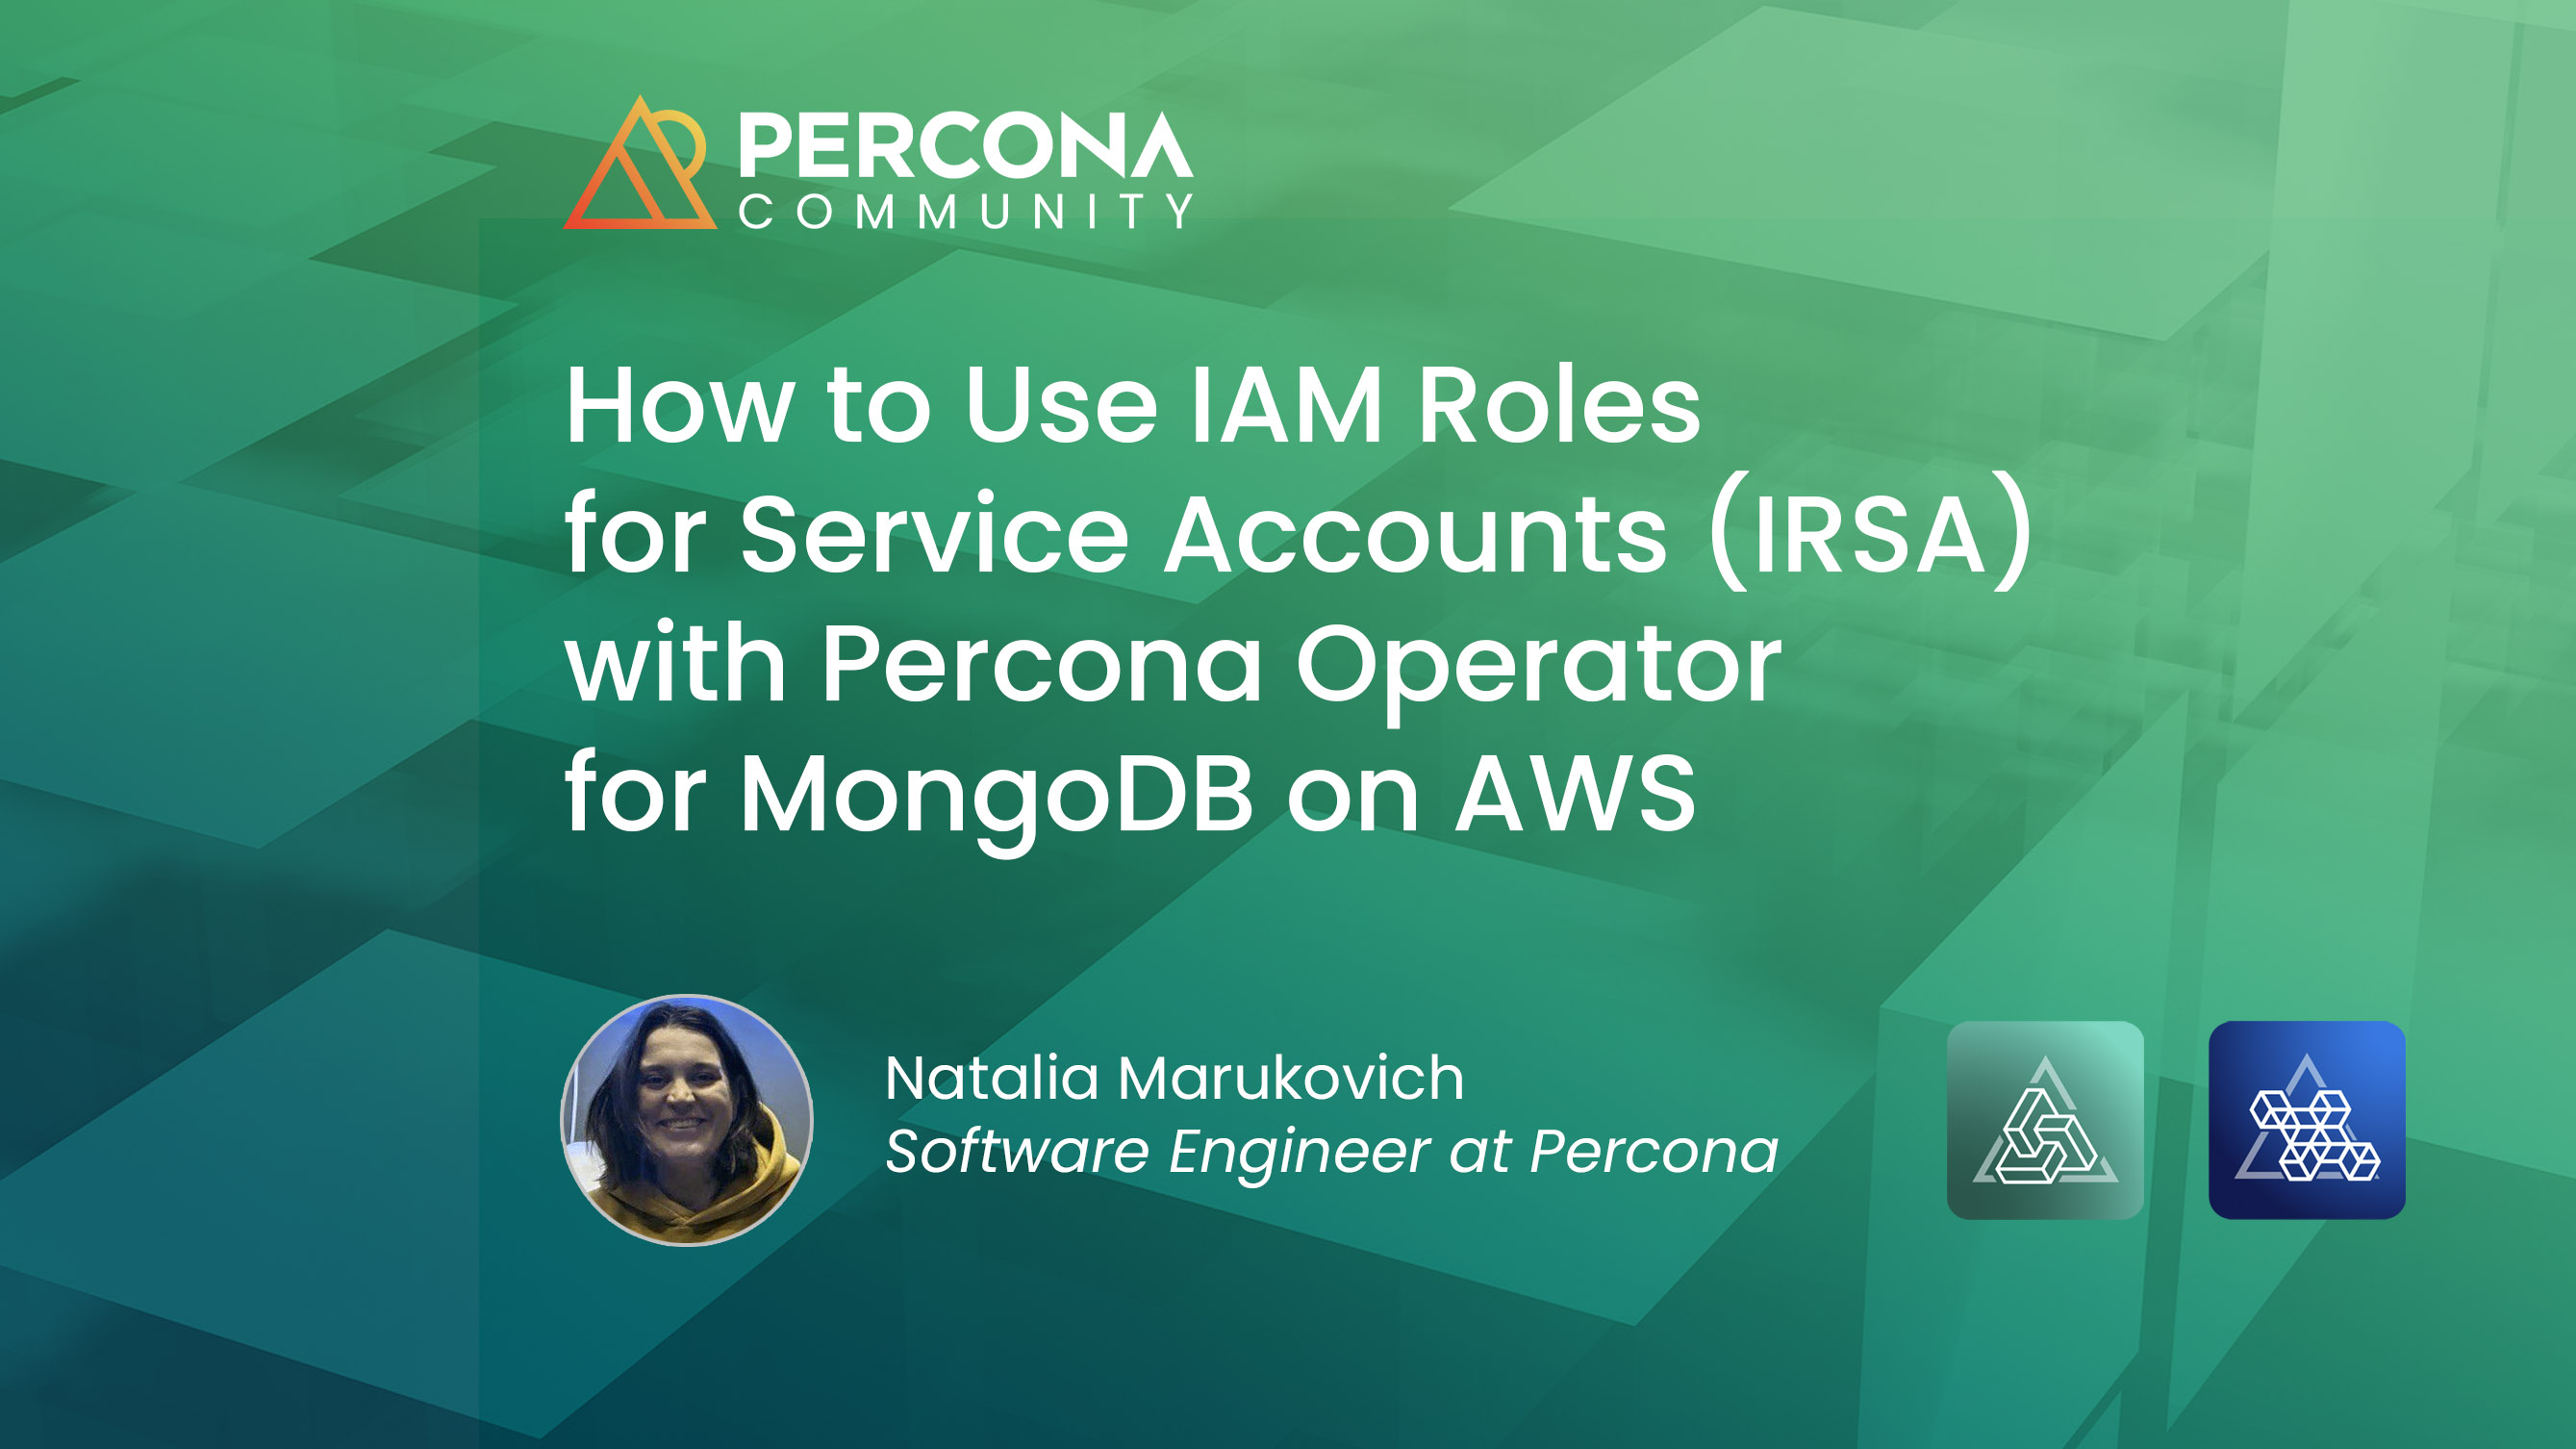 PERCONA
COMMUNITY
How to Use IAM Roles
for Service Accounts (IRSA)
with Percona Operator
for MongoDB on AWS
Natalia Marukovich
Software Engineer at Percona